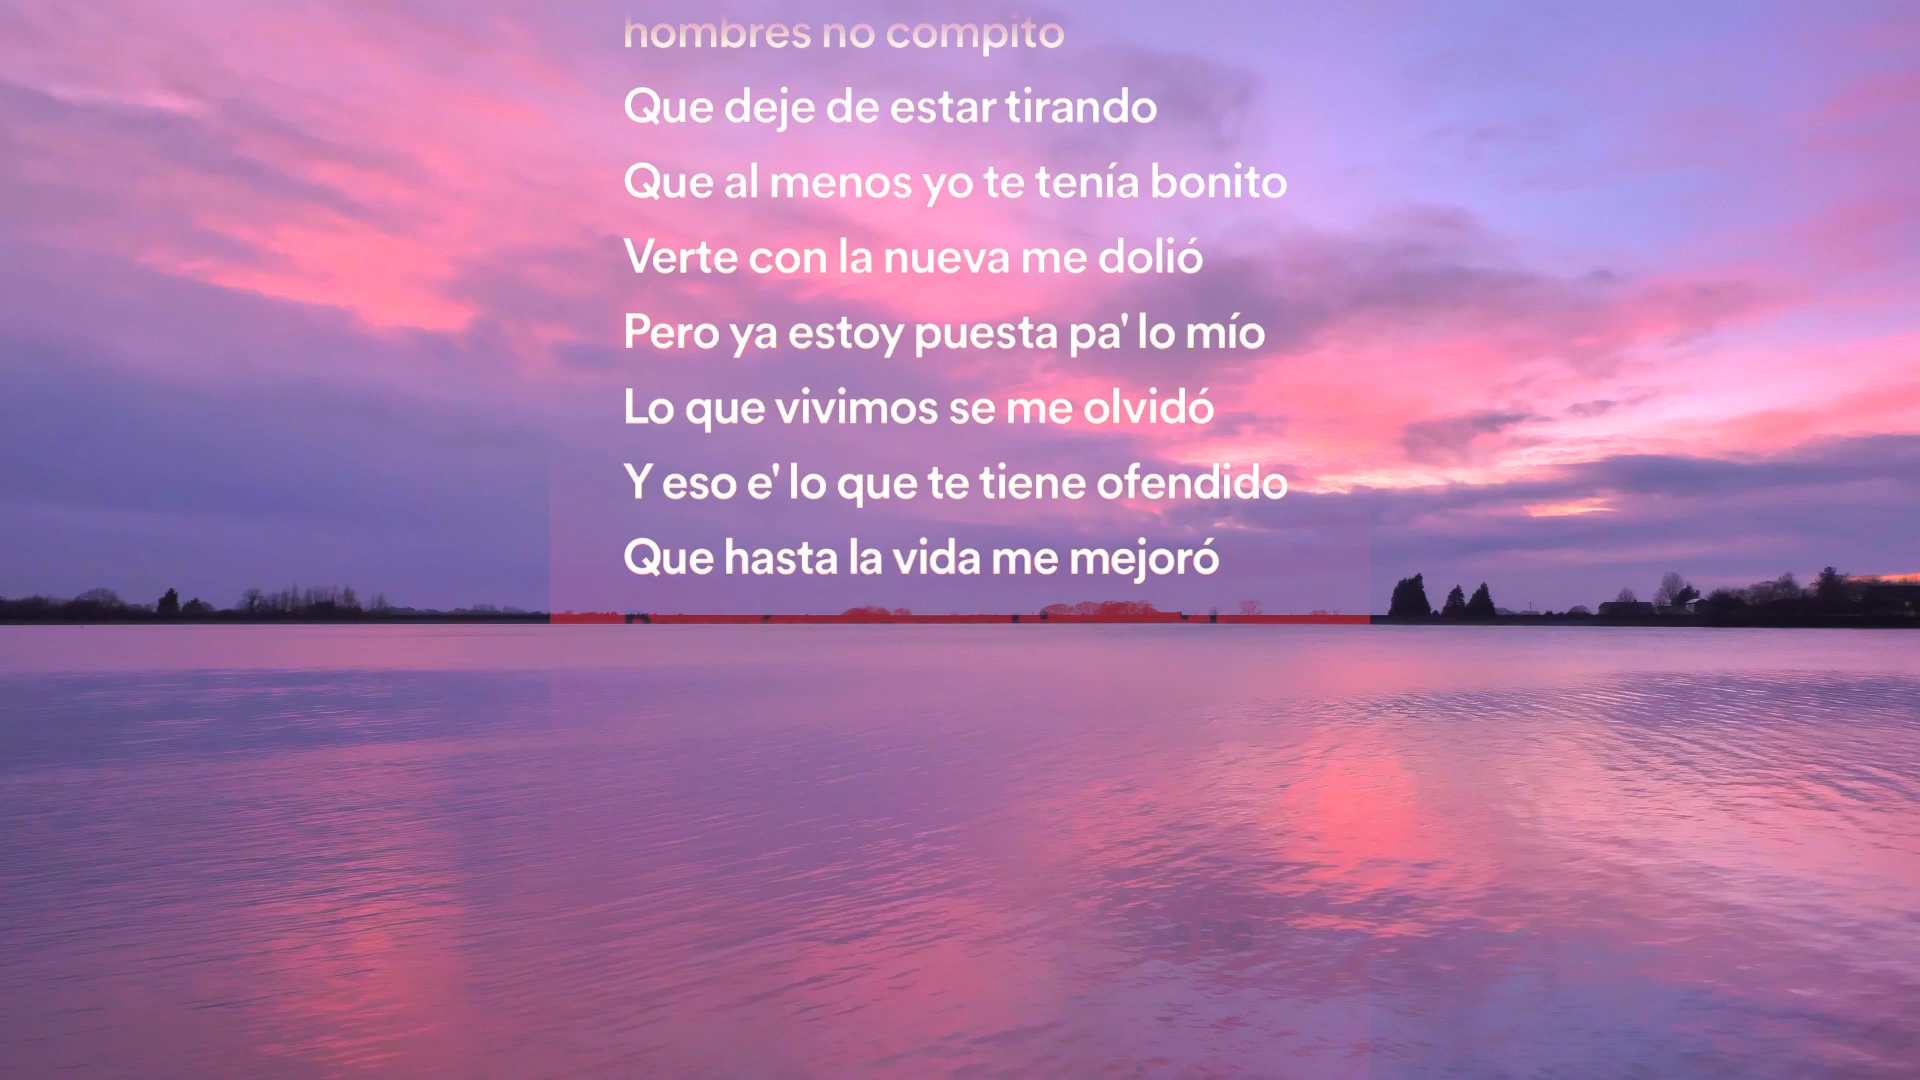 hombres no compito
Que deje de estar tirando
Que al menos yo te tenía bonito
Verte con la nueva me dolió
Pero ya estoy puesta pa' lo mío
Lo que vivimos se me olvidó
Y eso e' lo que te tiene ofendido
Que hasta la vida me mejoró